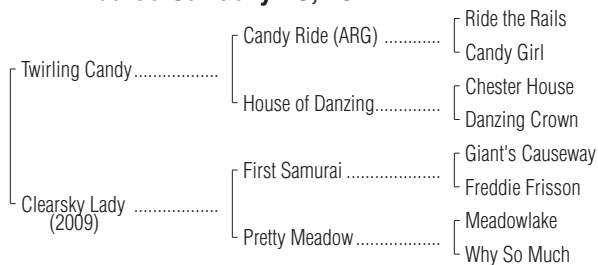 Ride the Rails
Candy Ride (ARG) ............
Candy Girl
Twirling Candy..................
Chester House
House of Danzing..............
Danzing Crown
Giant's Causeway
First Samurai .................
Freddie Frisson
Clearsky Lady ..................
(2009)
Meadowlake
Pretty Meadow................
Why So Much